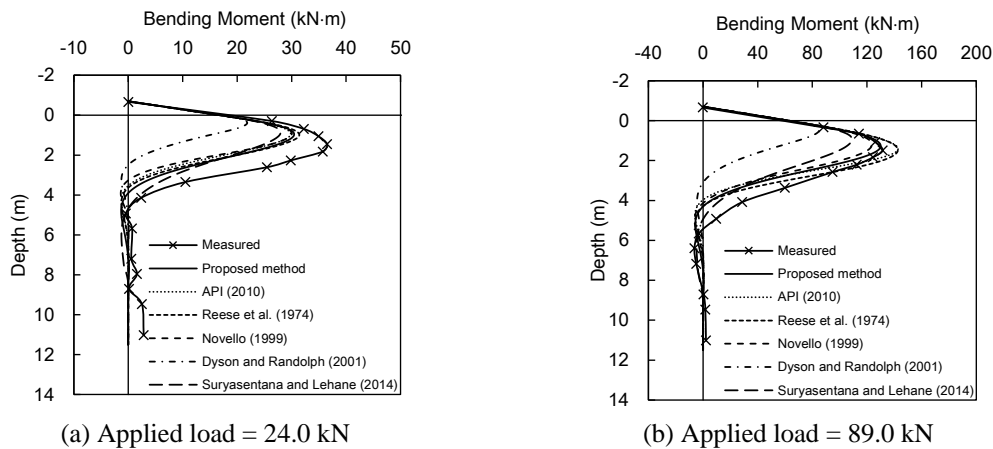 Bending Moment (kN·m)
-10 0 10 20 30 40 50
-2
0
2
4
6
8
10
12
14
Depth (m)
Measured
Proposed method
API (2010)
Reese et al. (1974)
Novello (1999)
Dyson and Randolph (2001)
Suryasentana and Lehane (2014)
(a) Applied load = 24.0 kN
Bending Moment (kN·m)
-40 0 40 80 120 160 200
-2
0
2
4
6
8
10
12
14
Depth (m)
Measured
Proposed method
API (2010)
Reese et al. (1974)
Novello (1999)
Dyson and Randolph (2001)
Suryasentana and Lehane (2014)
(b) Applied load = 89.0 kN